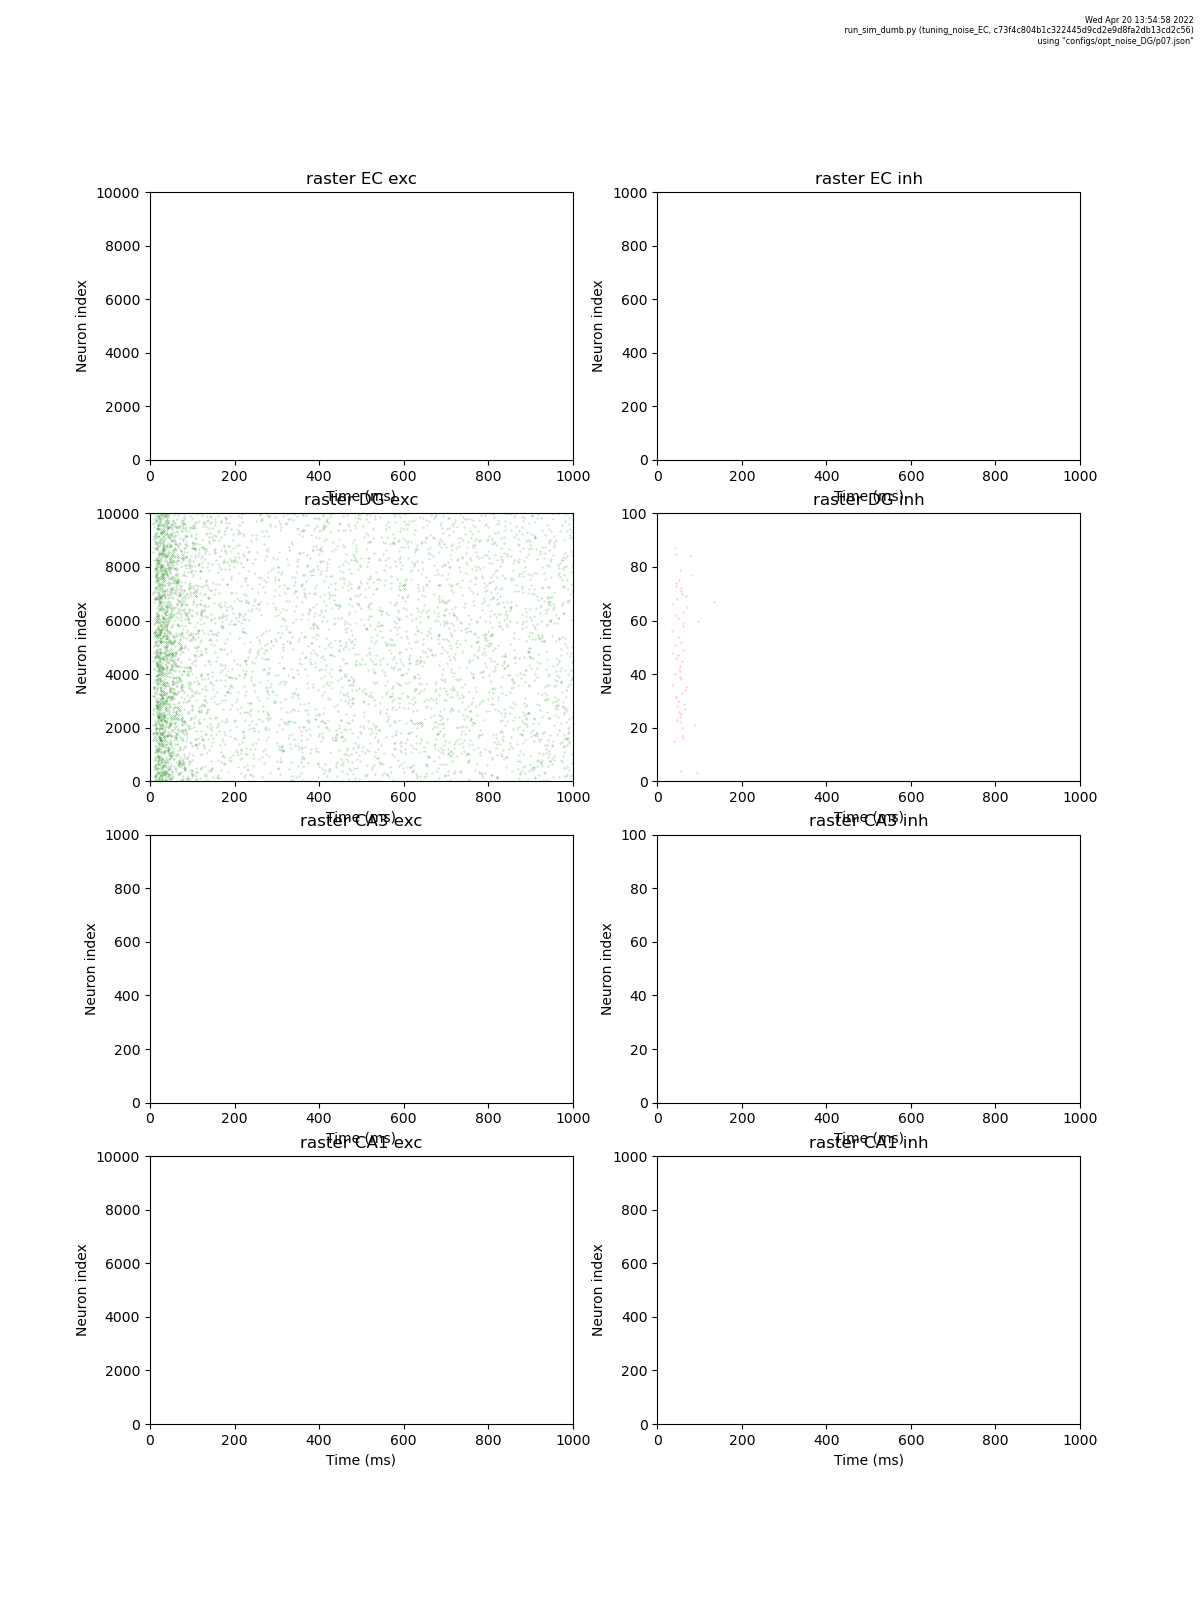 Wed Apr 20 13:54:58 2022
run_sim_dumb.py (tuning_noise_EC, c73f4c804b1c322445d9cd2e9d8fa2db13cd2c56)
using "configs/opt_noise_DG/p07.json"
raster EC exc
10000
8000
6000
4000
2000
0
Neuron index
0 200 400 600 800 1000
Time (ms)
raster EC inh
1000
800
600
400
200
0
Neuron index
0 200 400 600 800 1000
Time (ms)
raster DG exc
10000
8000
6000
4000
2000
0
Neuron index
0 200 400 600 800 1000
Time (ms)
raster DG inh
100
80
60
40
20
0
Neuron index
0 200 400 600 800 1000
Time (ms)
raster CA3 exc
1000
800
600
400
200
0
Neuron index
0 200 400 600 800 1000
Time (ms)
raster CA3 inh
100
80
60
40
20
0
Neuron index
0 200 400 600 800 1000
Time (ms)
raster CA1 exc
10000
8000
6000
4000
2000
0
Neuron index
0 200 400 600 800 1000
Time (ms)
raster CA1 inh
1000
800
600
400
200
0
Neuron index
0 200 400 600 800 1000
Time (ms)